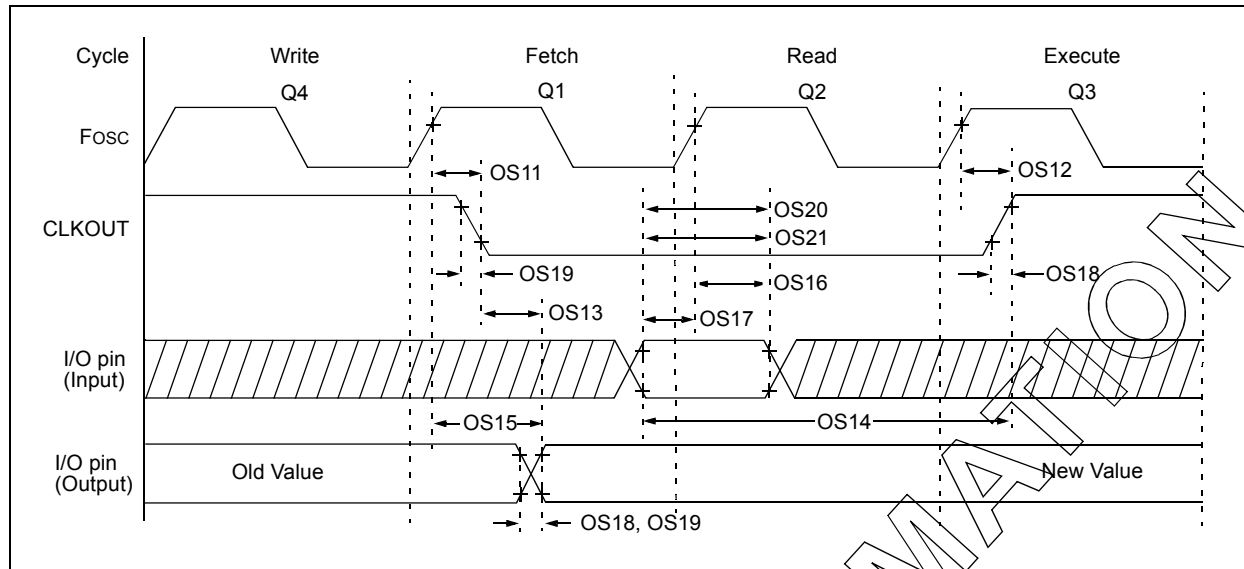 Cycle Write Fetch Read Execute
Q4 Q1 Q2 Q3
FOSC
OS11 OS12
CLKOUT
OS20
OS21
OS19 OS16 OS18
OS13 OS17
I/O pin
(Input)
OS15 OS14
I/O pin
(Output)
Old Value New Value
OS18, OS19
MATION